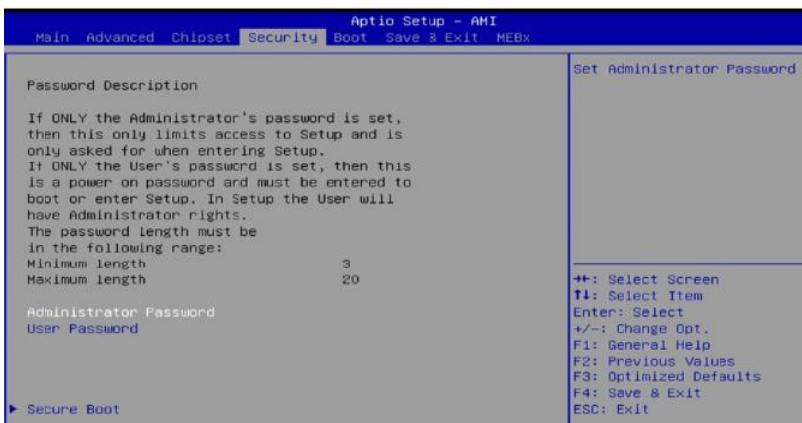 Aptio Setup - AMI
Main Advanced Chipset Security Boot Save & Exit MEBx
Password Description
If ONLY the Administrator's password is set,
then this only limits access to Setup and is
only asked for when entering Setup.
If ONLY the User's password is set, then this
is a power on password and must be entered to
boot or enter Setup. In Setup the User will
have Administrator rights.
The password length must be
in the following range:
Minimum length 3
Maximum length 20
Administrator Password
User Password
► Secure Boot
Set Administrator Password
→←: Select Screen
↑↓: Select Item
Enter: Select
+/-: Change Opt.
F1: General Help
F2: Previous Values
F3: Optimized Defaults
F4: Save & Exit
ESC: Exit